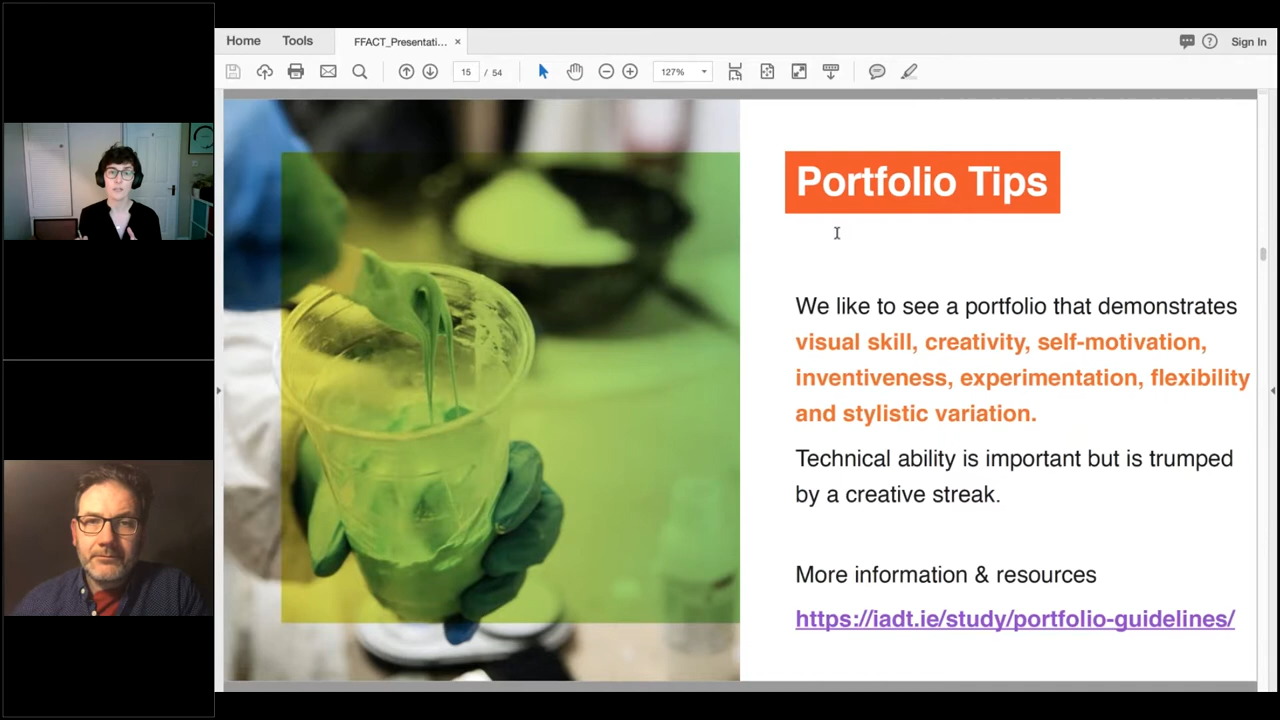 Home Tools FFACT_Presentati... × Sign In
15 / 54 127%
Portfolio Tips
We like to see a portfolio that demonstrates
visual skill, creativity, self-motivation,
inventiveness, experimentation, flexibility
and stylistic variation.
Technical ability is important but is trumped
by a creative streak.
More information & resources
https://iadt.ie/study/portfolio-guidelines/